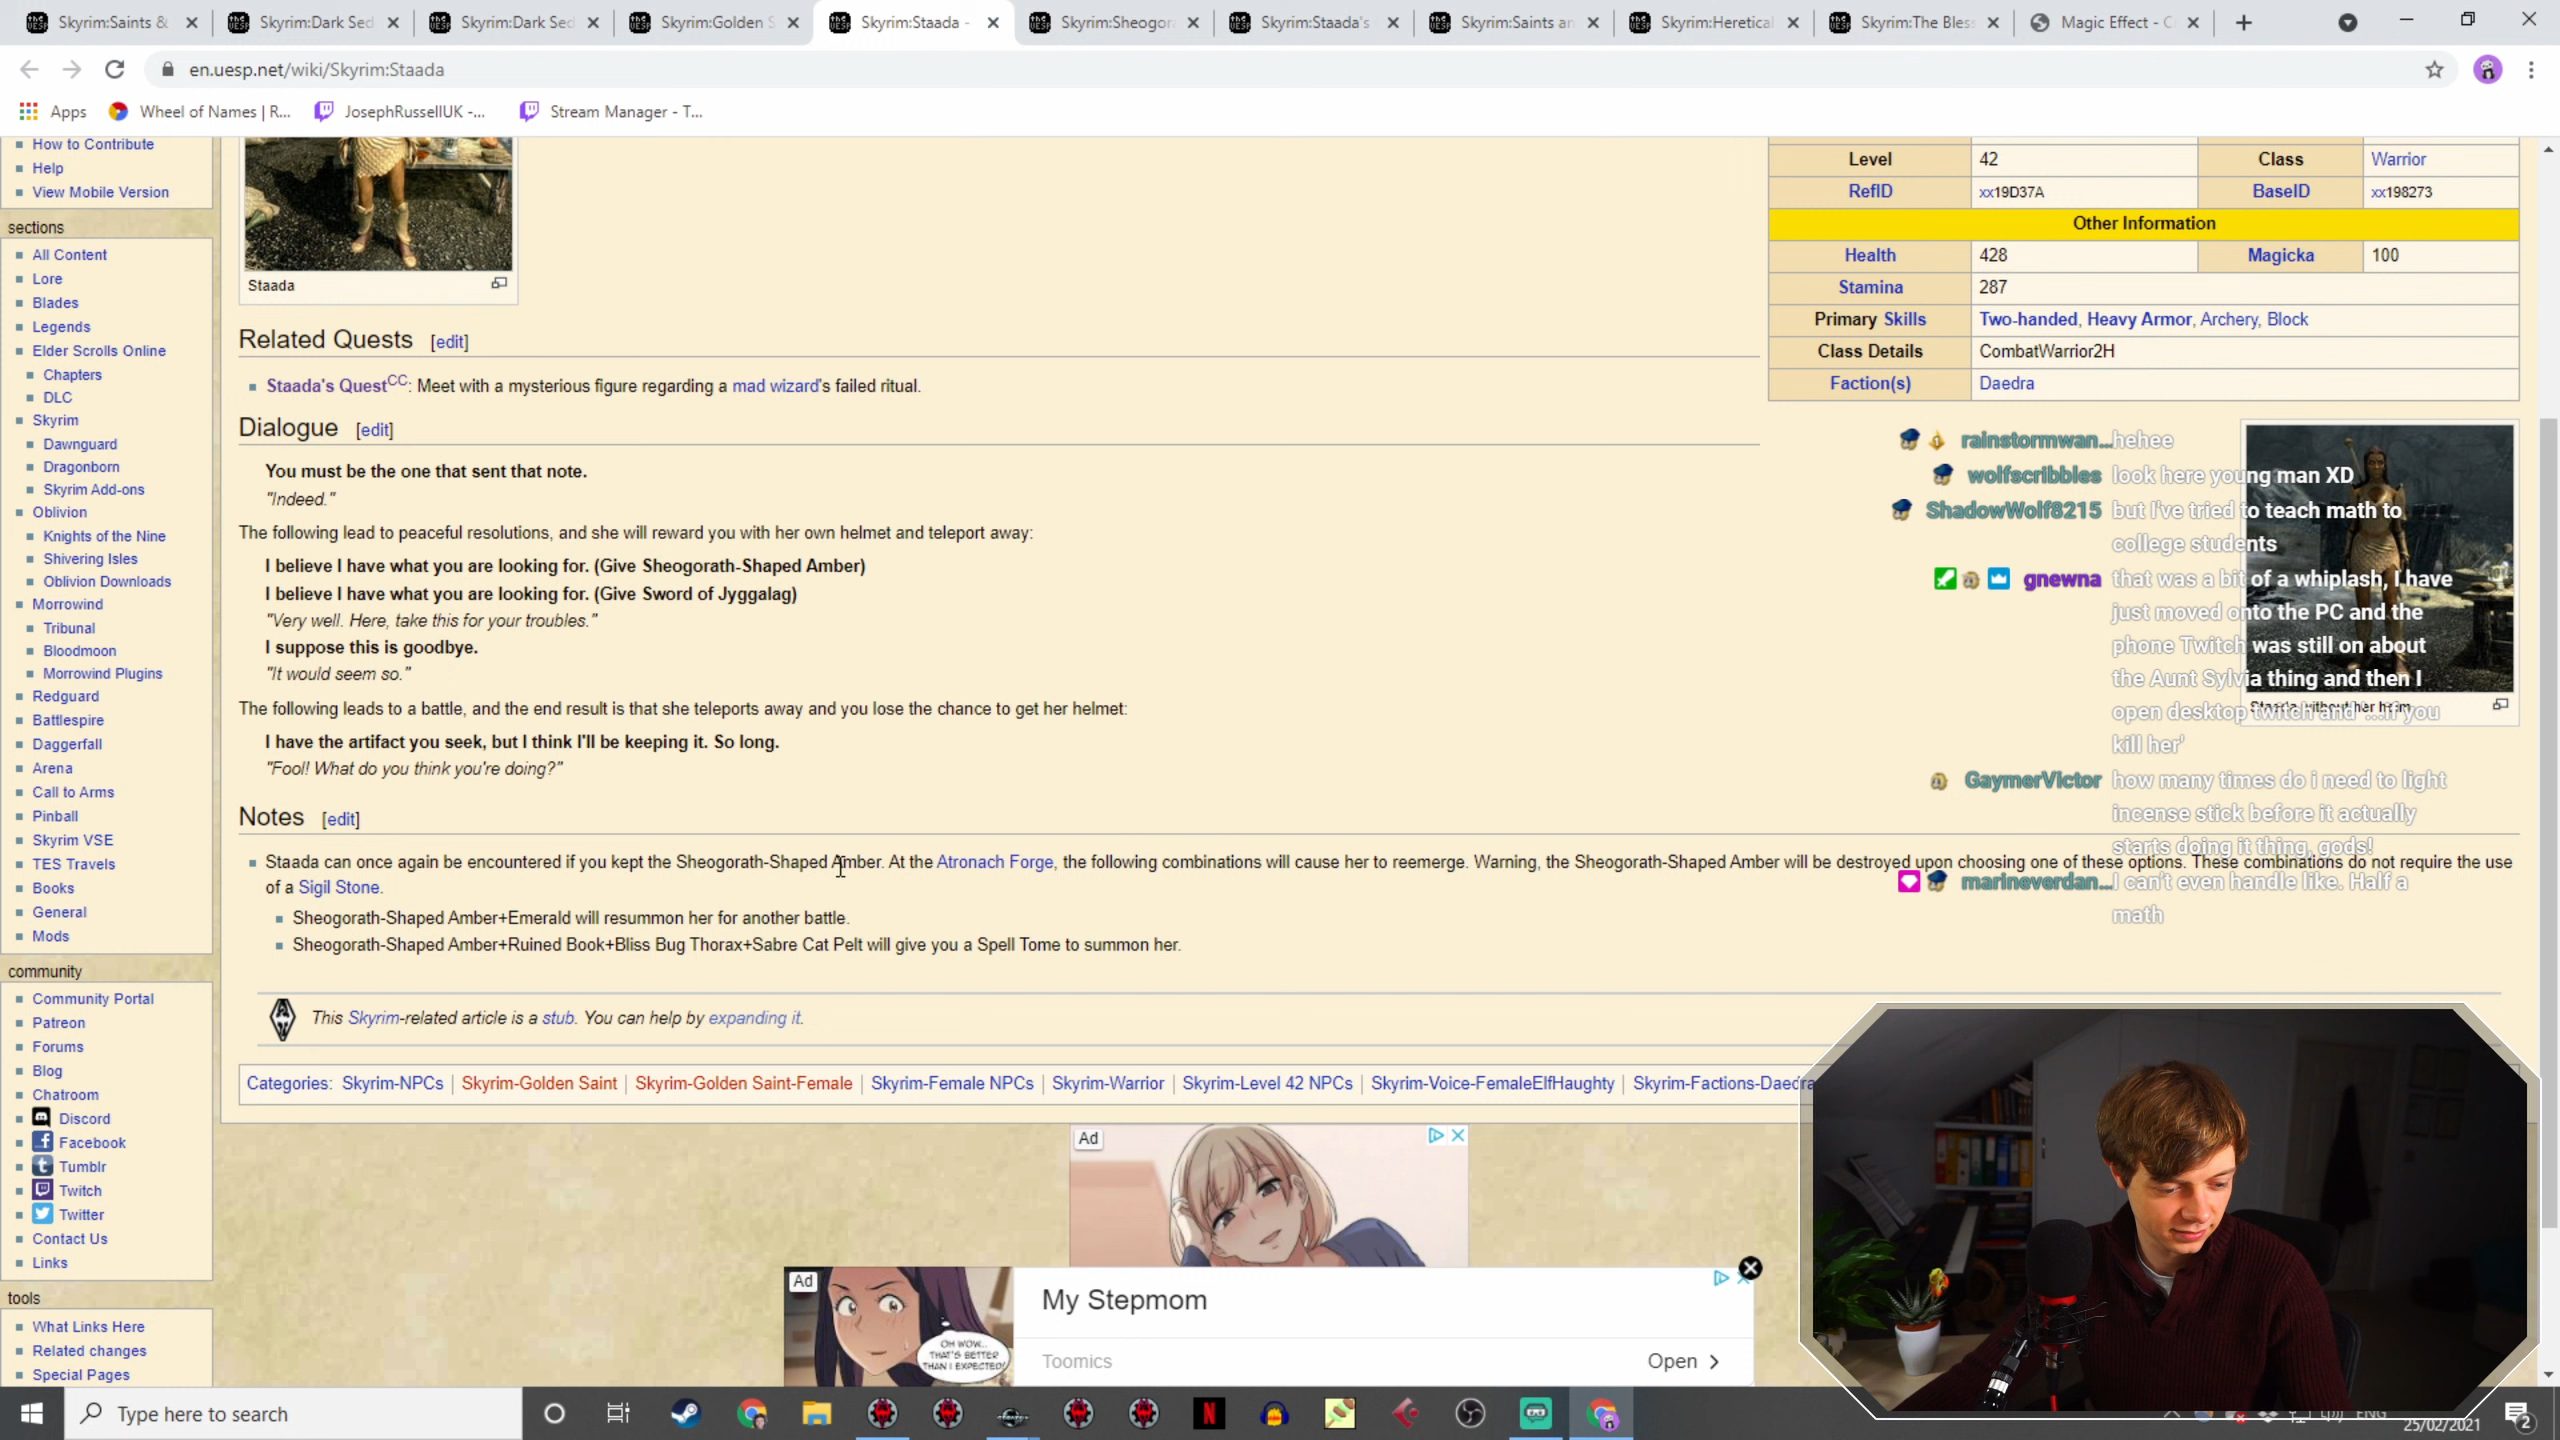 Skyrim:Saints &
Skyrim:Dark Sed
Skyrim:Dark Sed
Skyrim:Golden S
Skyrim:Staada -
Skyrim:Sheogor
Skyrim:Staada's
Skyrim:Saints an
Skyrim:Heretical
Skyrim:The Bles
Magic Effect - C
en.uesp.net/wiki/Skyrim:Staada
Apps
Wheel of Names | R...
JosephRussellUK -...
Stream Manager - T...
How to Contribute
Help
View Mobile Version
sections
All Content
Lore
Blades
Legends
Elder Scrolls Online
Chapters
DLC
Skyrim
Dawnguard
Dragonborn
Skyrim Add-ons
Oblivion
Knights of the Nine
Shivering Isles
Oblivion Downloads
Morrowind
Tribunal
Bloodmoon
Morrowind Plugins
Redguard
Battlespire
Daggerfall
Arena
Call to Arms
Pinball
Skyrim VSE
TES Travels
Books
General
Mods
community
Community Portal
Patreon
Forums
Blog
Chatroom
Discord
Facebook
Tumblr
Twitch
Twitter
Contact Us
Links
tools
What Links Here
Related changes
Special Pages
Staada
Related Quests [edit]
Staada's QuestCC: Meet with a mysterious figure regarding a mad wizard's failed ritual.
Dialogue [edit]
You must be the one that sent that note.
"Indeed."
The following lead to peaceful resolutions, and she will reward you with her own helmet and teleport away:
I believe I have what you are looking for. (Give Sheogorath-Shaped Amber)
I believe I have what you are looking for. (Give Sword of Jyggalag)
"Very well. Here, take this for your troubles."
I suppose this is goodbye.
"It would seem so."
The following leads to a battle, and the end result is that she teleports away and you lose the chance to get her helmet:
I have the artifact you seek, but I think I'll be keeping it. So long.
"Fool! What do you think you're doing?"
Notes [edit]
Staada can once again be encountered if you kept the Sheogorath-Shaped Amber. At the Atronach Forge, the following combinations will cause her to reemerge. Warning, the Sheogorath-Shaped Amber will be destroyed upon choosing one of these options. These combinations do not require the use
of a Sigil Stone.
Sheogorath-Shaped Amber+Emerald will resummon her for another battle.
Sheogorath-Shaped Amber+Ruined Book+Bliss Bug Thorax+Sabre Cat Pelt will give you a Spell Tome to summon her.
This Skyrim-related article is a stub. You can help by expanding it.
Categories: Skyrim-NPCs | Skyrim-Golden Saint | Skyrim-Golden Saint-Female | Skyrim-Female NPCs | Skyrim-Warrior | Skyrim-Level 42 NPCs | Skyrim-Voice-FemaleElfHaughty | Skyrim-Factions-Daedra
Level 42 Class Warrior
RefID xx19D37A BaseID xx198273
Other Information
Health 428 Magicka 100
Stamina 287
Primary Skills Two-handed, Heavy Armor, Archery, Block
Class Details CombatWarrior2H
Faction(s) Daedra
Staada without her helm
rainstormwan... hehee
wolfscribbles look here young man XD
ShadowWolf8215 but I've tried to teach math to
college students
gnewna that was a bit of a whiplash, I have
just moved onto the PC and the
phone Twitch was still on about
the Aunt Sylvia thing and then I
open desktop twitch and '...if you
kill her'
GaymerVictor how many times do i need to light
incense stick before it actually
starts doing it thing, gods!
marineverdan... I can't even handle like. Half a
math
Ad
Ad
OH WOW...
THAT'S BETTER
THAN I EXPECTED!
My Stepmom
Toomics
Open
Type here to search
ENG
25/02/2021
2